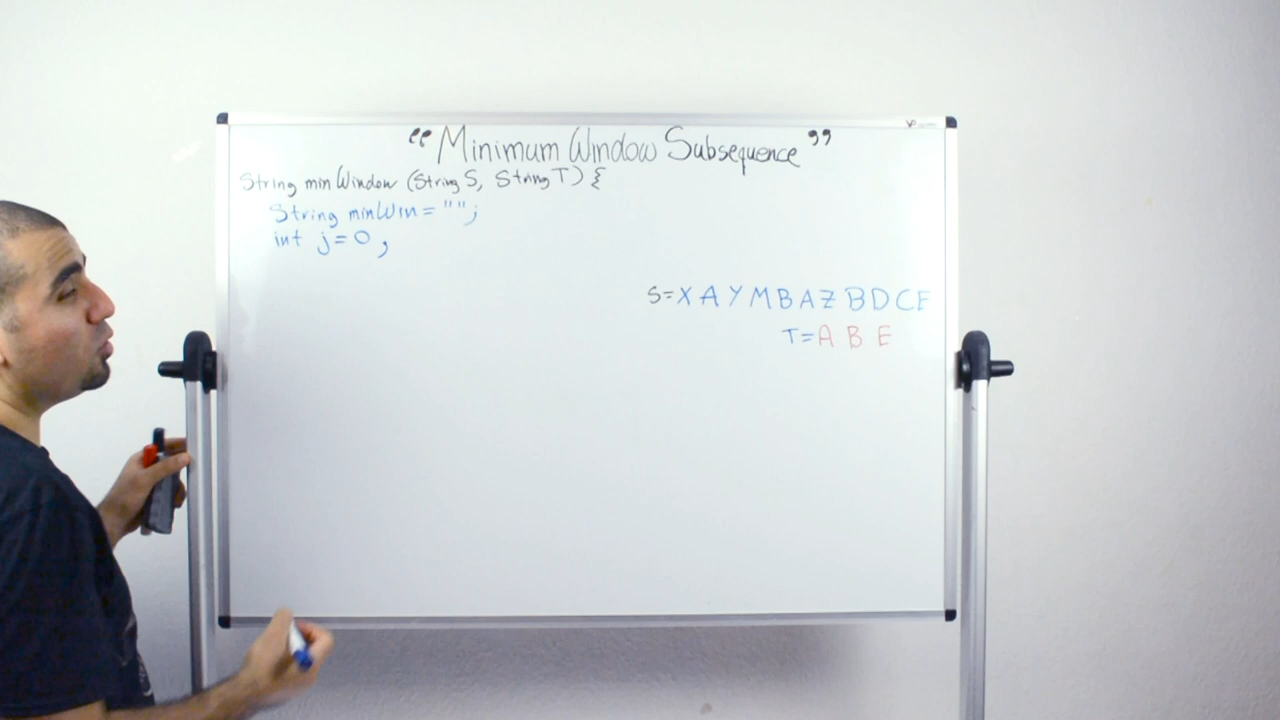 “Minimum Window Subsequence”
String minWindow (String S, String T) {
String minWin = "";
int j = 0,
S = X A Y M B A Z B D C E
T = A B E